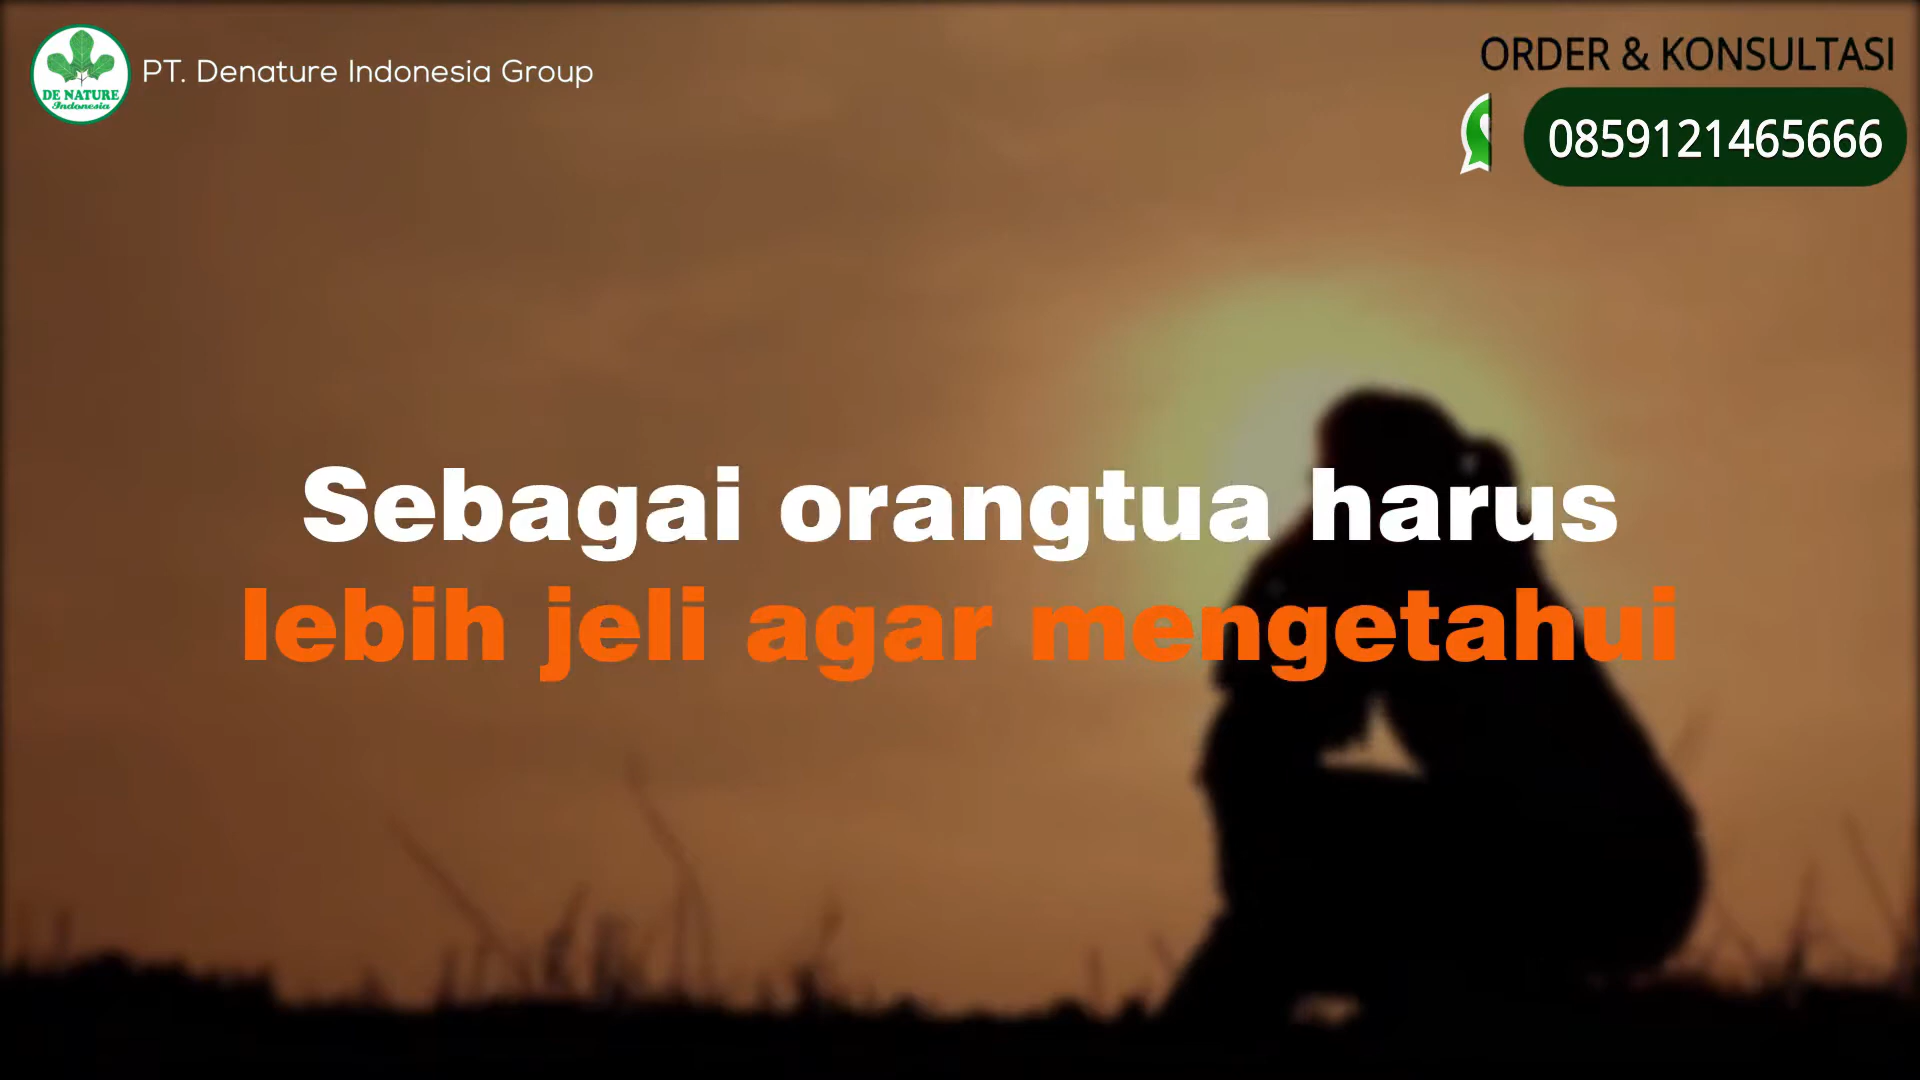 DE NATURE
Indonesia
PT. Denature Indonesia Group
ORDER & KONSULTASI
0859121465666
Sebagai orangtua harus
lebih jeli agar mengetahui